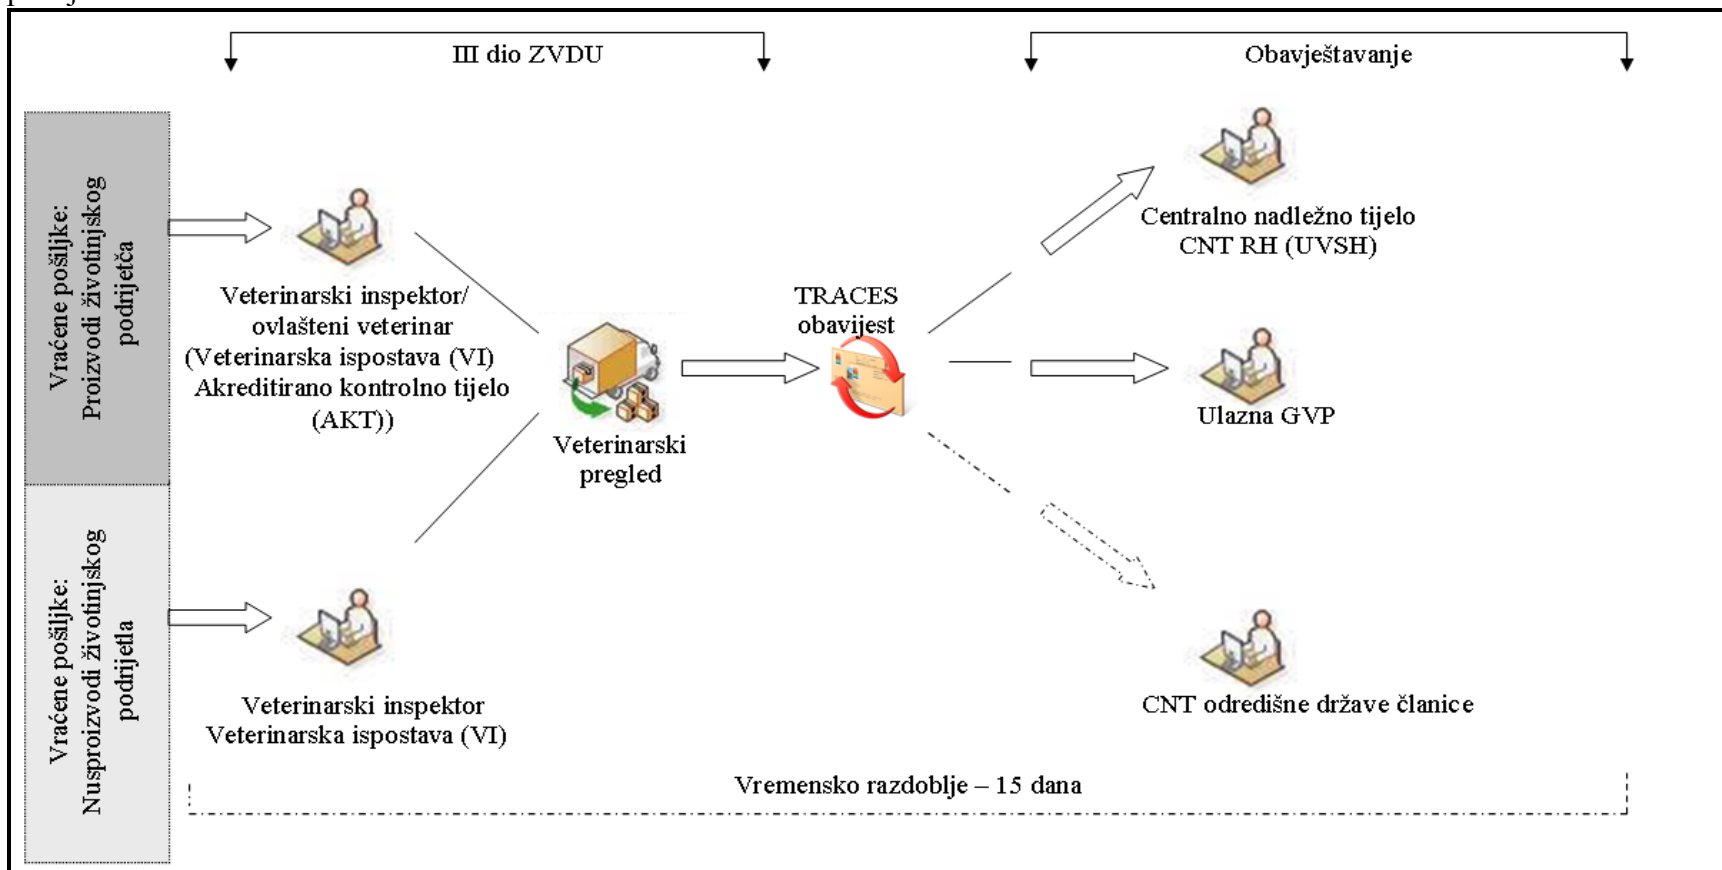 III dio ZVDU
Obavještavanje
Vraćene pošiljke:
Proizvodi životinjskog
podrijetča
Veterinarski inspektor/
ovlašteni veterinar
(Veterinarska ispostava (VI)
Akreditirano kontrolno tijelo
(AKT))
Vraćene pošiljke:
Nusproizvodi životinjskog
podrijetla
Veterinarski inspektor
Veterinarska ispostava (VI)
Veterinarski
pregled
TRACES
obavijest
Centralno nadležno tijelo
CNT RH (UVSH)
Ulazna GVP
CNT odredišne države članice
Vremensko razdoblje – 15 dana